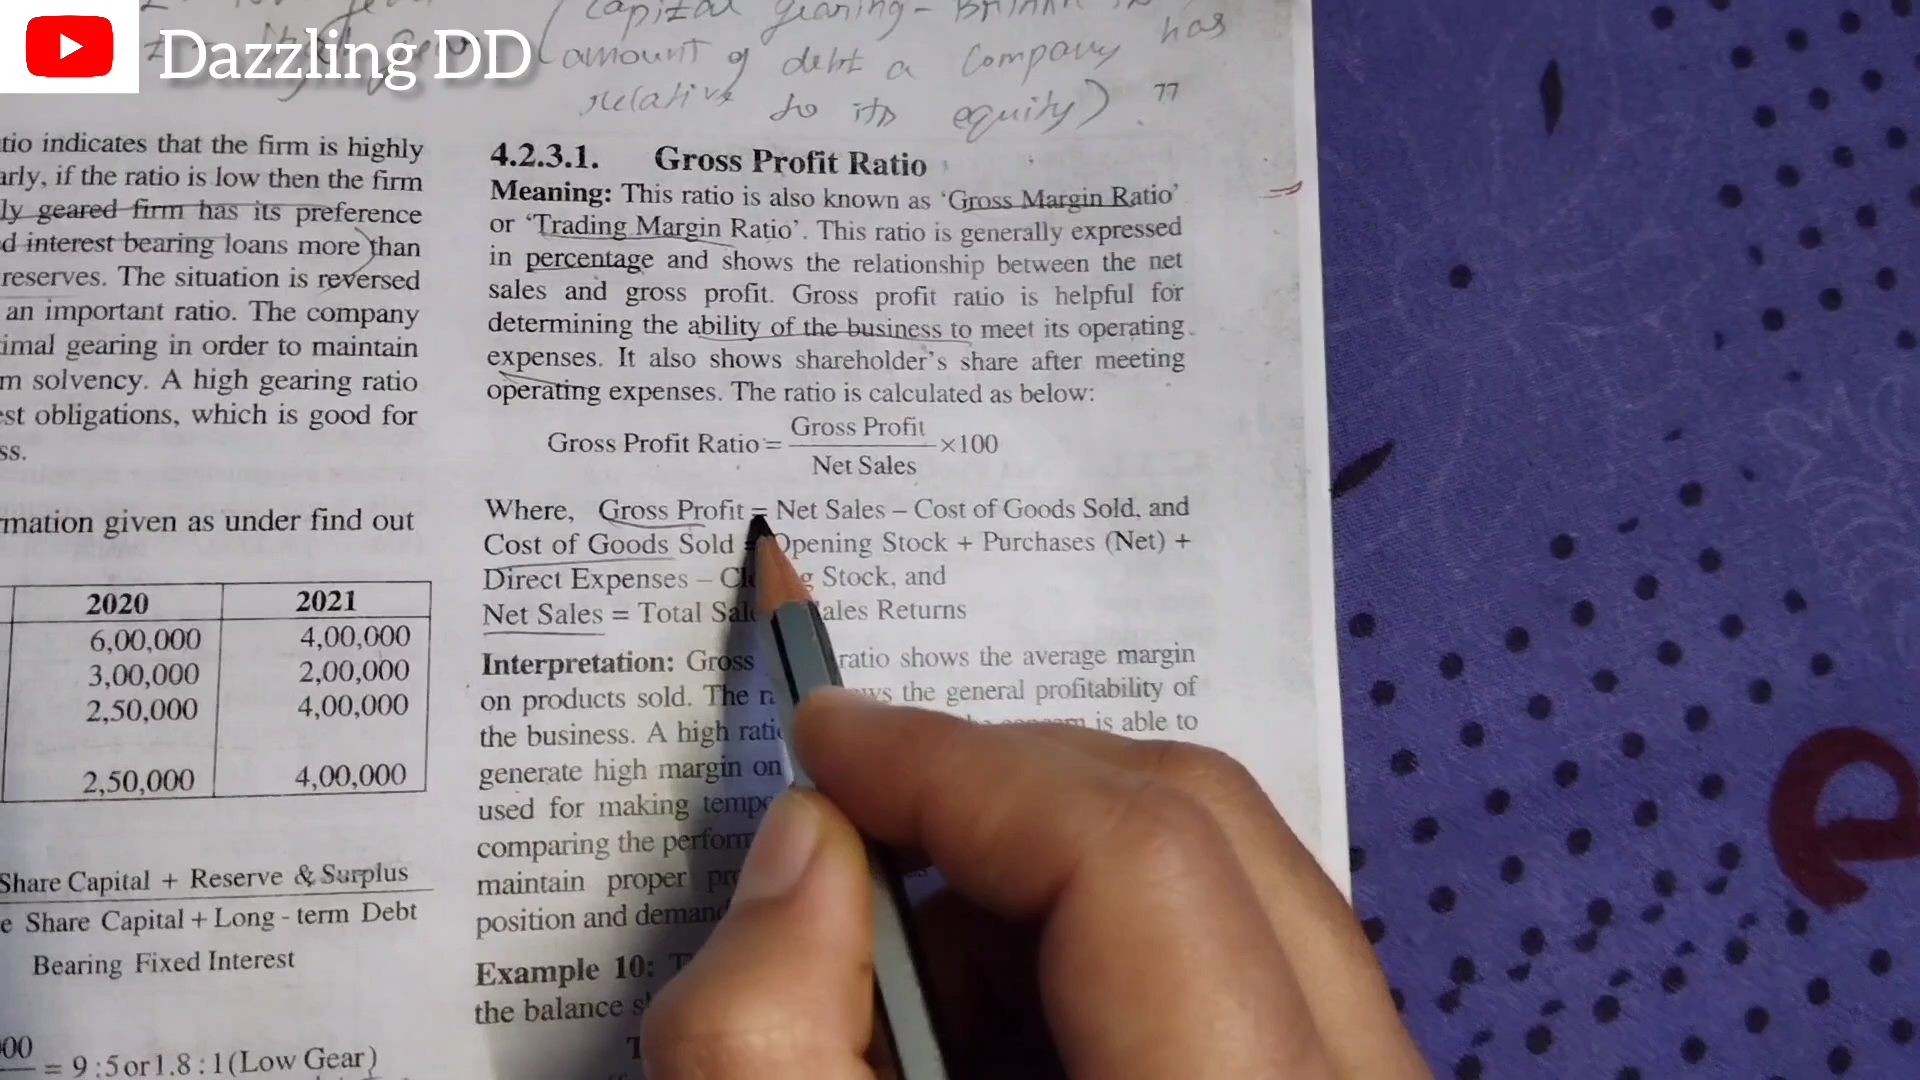 Dazzling DD
capital gearing -
amount of debt a company has
relative to its equity)
77
tio indicates that the firm is highly
arly, if the ratio is low then the firm
ly geared firm has its preference
d interest bearing loans more than
reserves. The situation is reversed
an important ratio. The company
imal gearing in order to maintain
m solvency. A high gearing ratio
est obligations, which is good for
ss.
rmation given as under find out
2020 2021
6,00,000 4,00,000
3,00,000 2,00,000
2,50,000 4,00,000
2,50,000 4,00,000
Share Capital + Reserve & Surplus
e Share Capital + Long - term Debt
Bearing Fixed Interest
00
= 9 : 5 or 1.8 : 1 (Low Gear)
4.2.3.1. Gross Profit Ratio
Meaning: This ratio is also known as ‘Gross Margin Ratio’
or ‘Trading Margin Ratio’. This ratio is generally expressed
in percentage and shows the relationship between the net
sales and gross profit. Gross profit ratio is helpful for
determining the ability of the business to meet its operating
expenses. It also shows shareholder’s share after meeting
operating expenses. The ratio is calculated as below:
Gross Profit Ratio = Gross Profit / Net Sales ×100
Where, Gross Profit = Net Sales – Cost of Goods Sold, and
Cost of Goods Sold = Opening Stock + Purchases (Net) +
Direct Expenses – Cl g Stock, and
Net Sales = Total Sal ales Returns
Interpretation: Gross ratio shows the average margin
on products sold. The ra ws the general profitability of
the business. A high ratio is able to
generate high margin on
used for making tempo
comparing the perform
maintain proper pr
position and demand
Example 10: T
the balance s